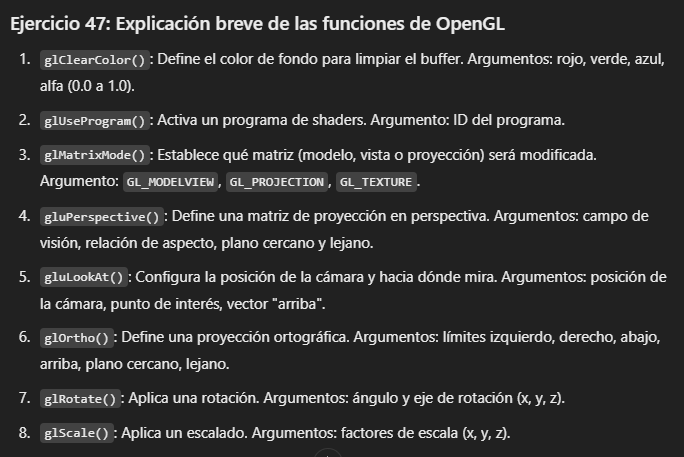 Ejercicio 47: Explicación breve de las funciones de OpenGL
1. glClearColor(): Define el color de fondo para limpiar el buffer. Argumentos: rojo, verde, azul,
alfa (0.0 a 1.0).
2. glUseProgram(): Activa un programa de shaders. Argumento: ID del programa.
3. glMatrixMode(): Establece qué matriz (modelo, vista o proyección) será modificada.
Argumento: GL_MODELVIEW, GL_PROJECTION, GL_TEXTURE.
4. gluPerspective(): Define una matriz de proyección en perspectiva. Argumentos: campo de
visión, relación de aspecto, plano cercano y lejano.
5. gluLookAt(): Configura la posición de la cámara y hacia dónde mira. Argumentos: posición de
la cámara, punto de interés, vector "arriba".
6. glOrtho(): Define una proyección ortográfica. Argumentos: límites izquierdo, derecho, abajo,
arriba, plano cercano, lejano.
7. glRotate(): Aplica una rotación. Argumentos: ángulo y eje de rotación (x, y, z).
8. glScale(): Aplica un escalado. Argumentos: factores de escala (x, y, z).